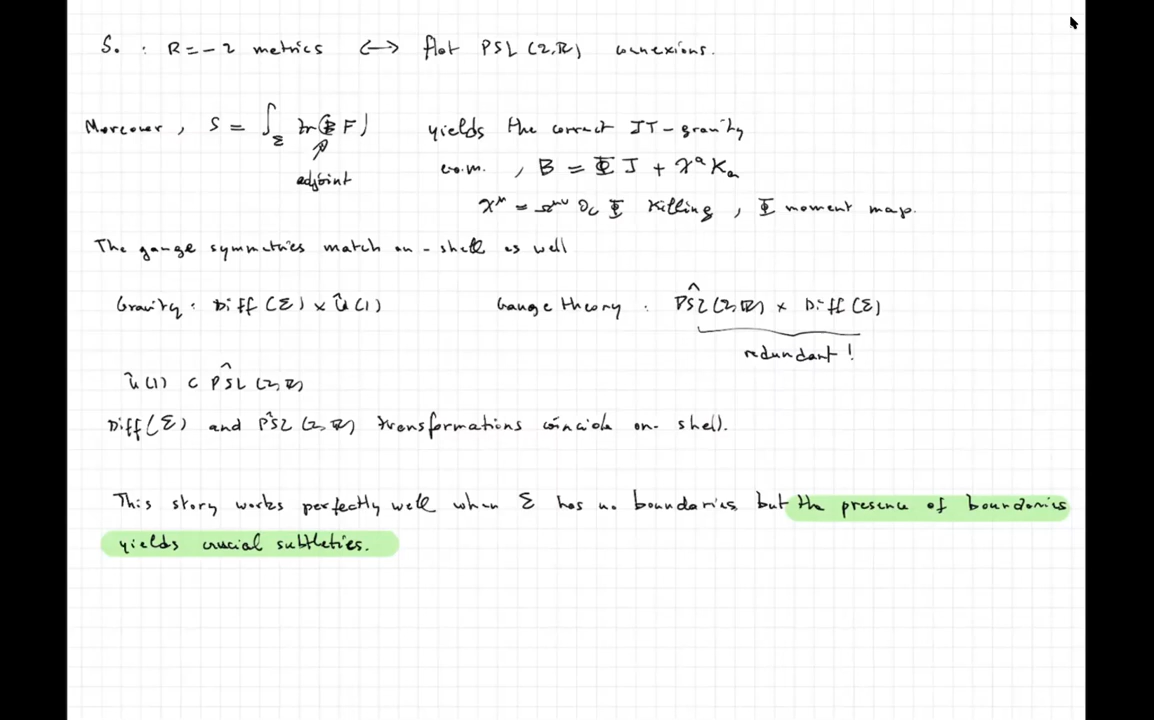 So : R = -2 metrics ⟷ flat PSL(2,ℝ) connexions.
Moreover, S = ∫_Σ tr(B F) yields the correct JT-gravity
adjoint e.o.m. , B = Φ J + χ^a K_a
χ^μ = Ω^{μν} ∂_ν Φ Killing, Φ moment map.
The gauge symmetries match on-shell as well
Gravity : Diff(Σ) × Û(1) Gauge theory : PŜL(2,ℝ) × Diff(Σ)
redundant !
Û(1) ⊂ PŜL(2,ℝ)
Diff(Σ) and PŜL(2,ℝ) transformations coincide on-shell.
This story works perfectly well when Σ has no boundaries, but the presence of boundaries
yields crucial subtleties.